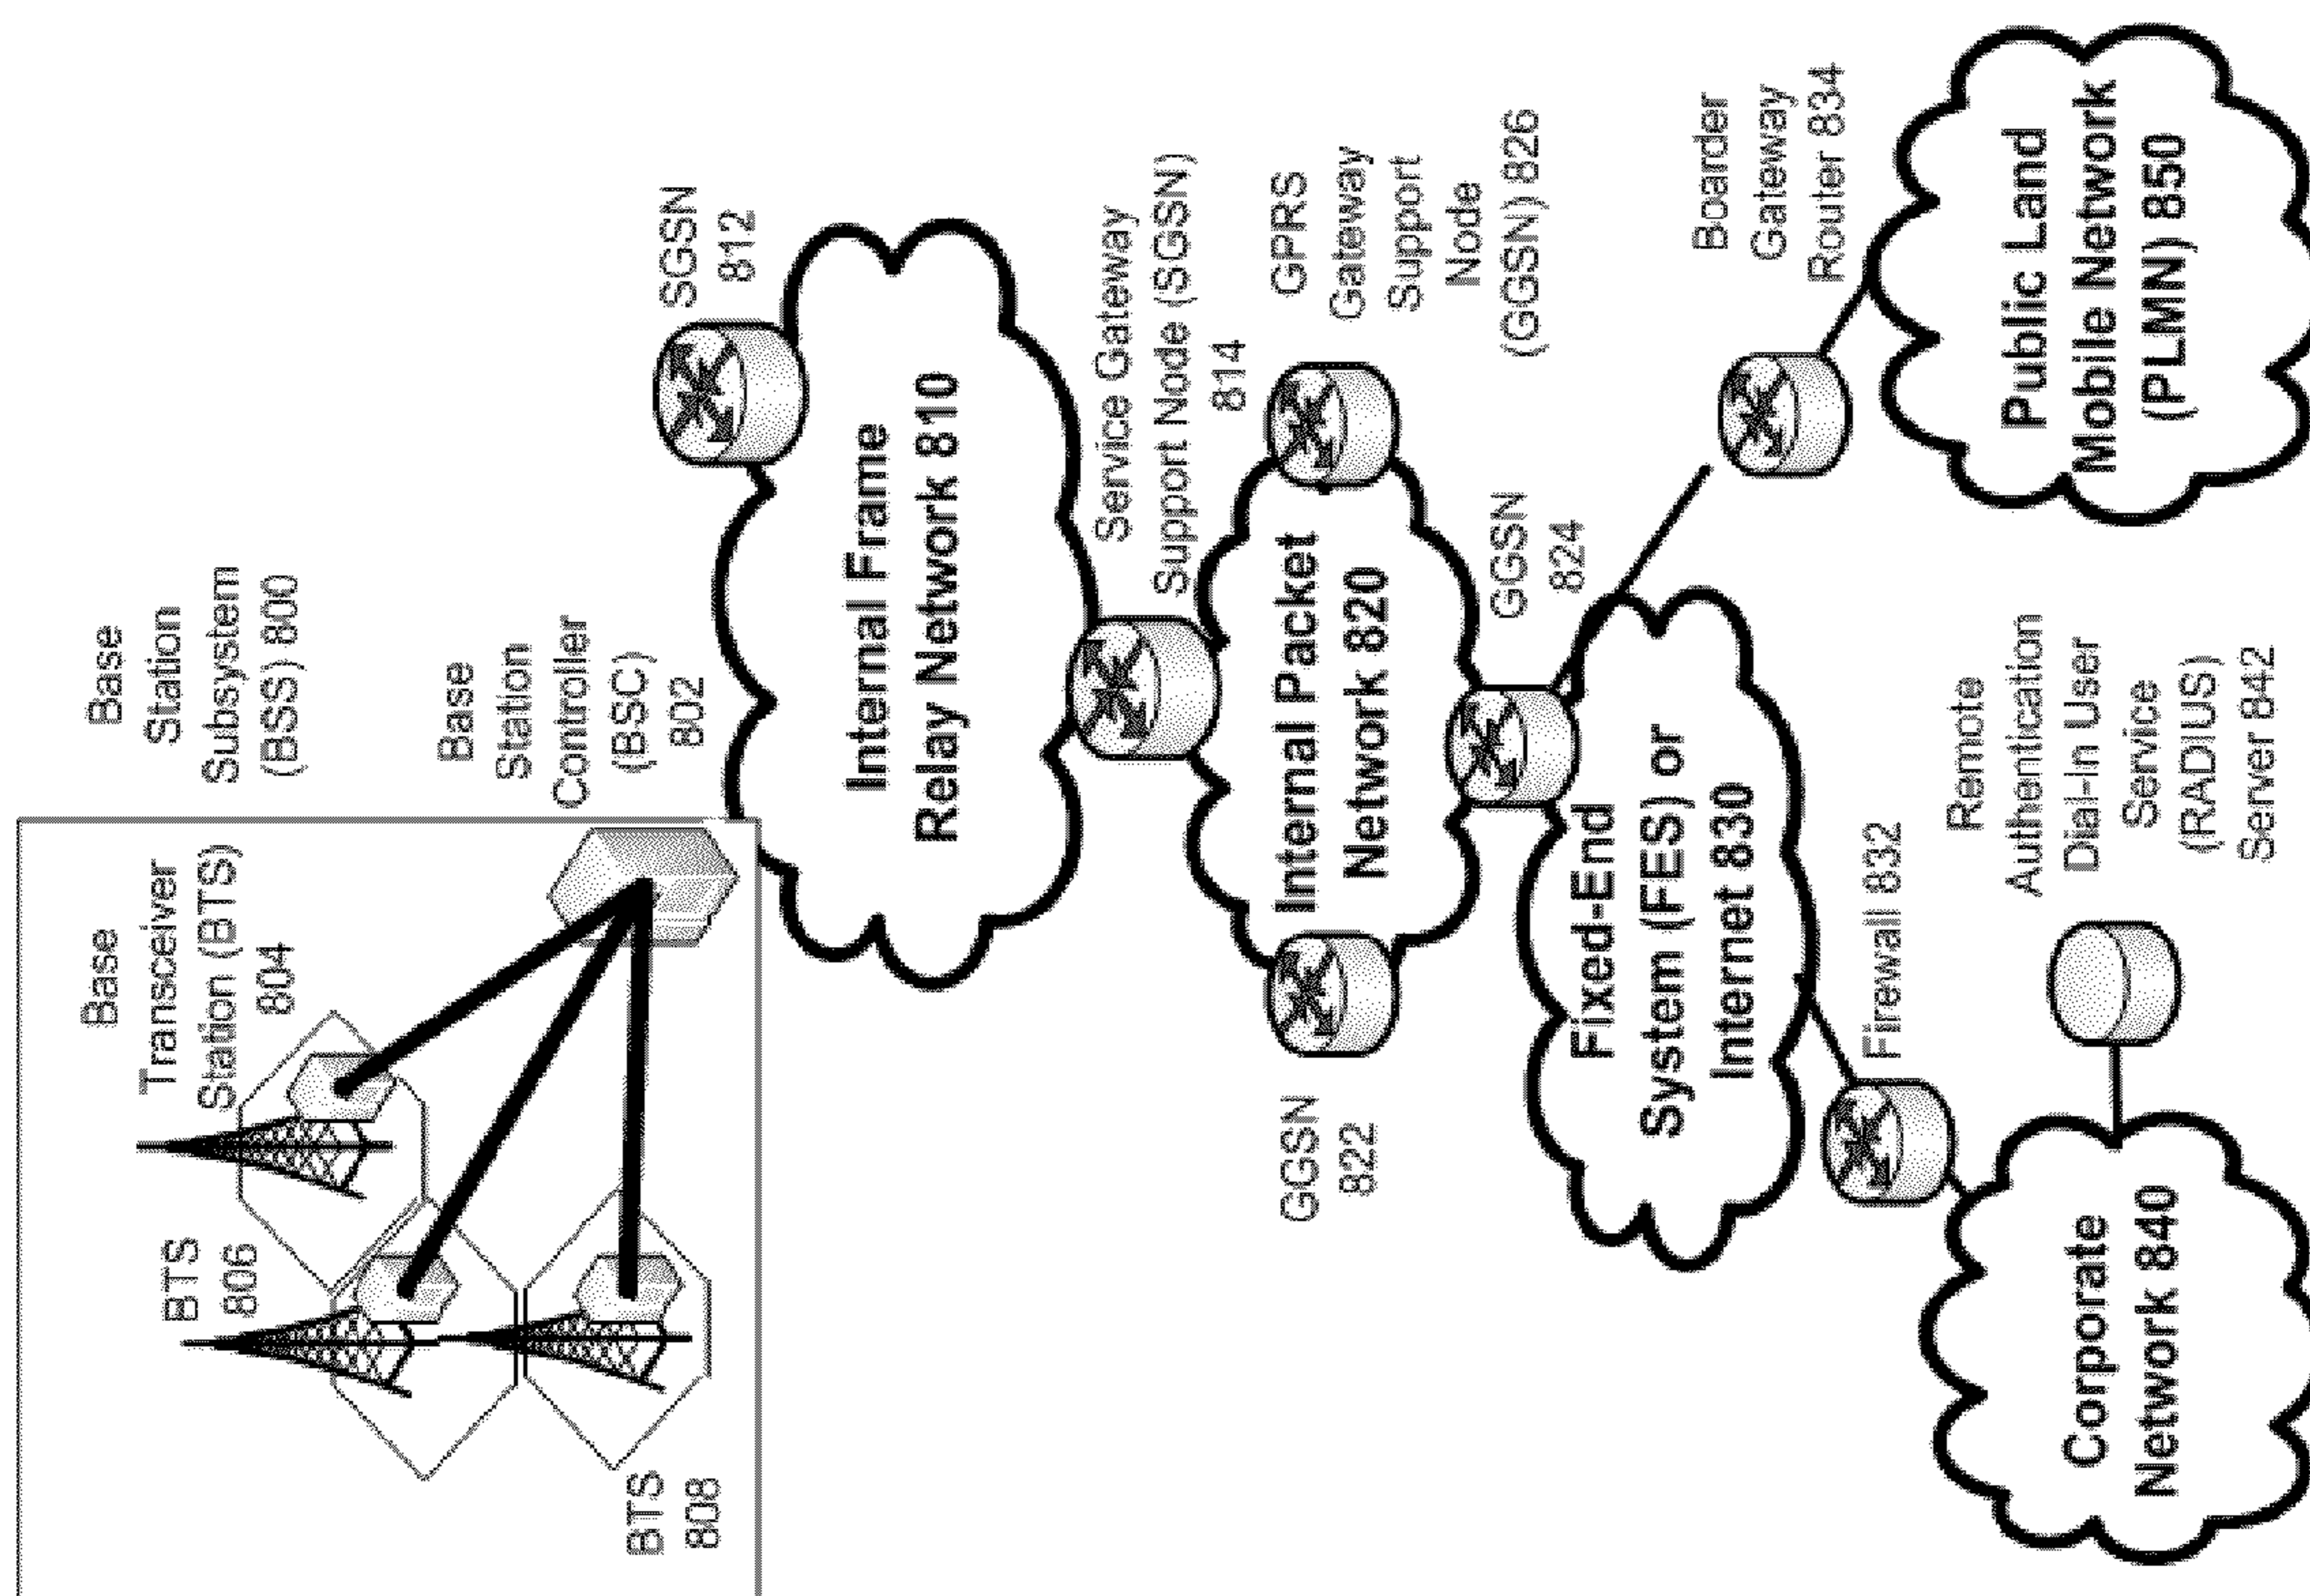 Base
Station
Subsystem
(BSS) 800
Base
Transceiver
Station (BTS)
804
BTS
806
BTS
808
Base
Station
Controller
(BSC)
802
SGSN
812
Internal Frame
Relay Network 810
Service Gateway
Support Node (SGSN)
814
GPRS
Gateway
Support
Node
(GGSN) 826
Internal Packet
Network 820
GGSN
822
GGSN
824
Fixed-End
System (FES) or
Internet 830
Boarder
Gateway
Router 834
Public Land
Mobile Network
(PLMN) 850
Firewall 832
Remote
Authentication
Dial-In User
Service
(RADIUS)
Server 842
Corporate
Network 840